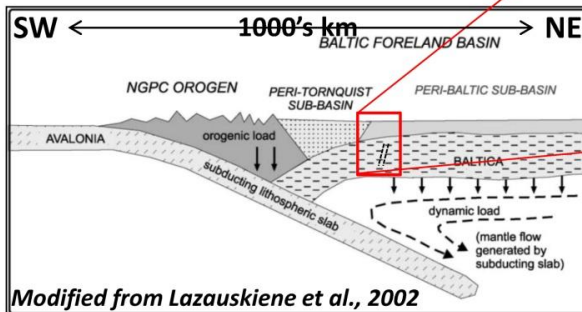 SW 1000's km NE
BALTIC FORELAND BASIN
NGPC OROGEN
PERI-TORNQUIST
SUB-BASIN
PERI-BALTIC SUB-BASIN
AVALONIA
orogenic load
BALTICA
subducting lithospheric slab
dynamic load
(mantle flow
generated by
subducting slab)
Modified from Lazauskiene et al., 2002